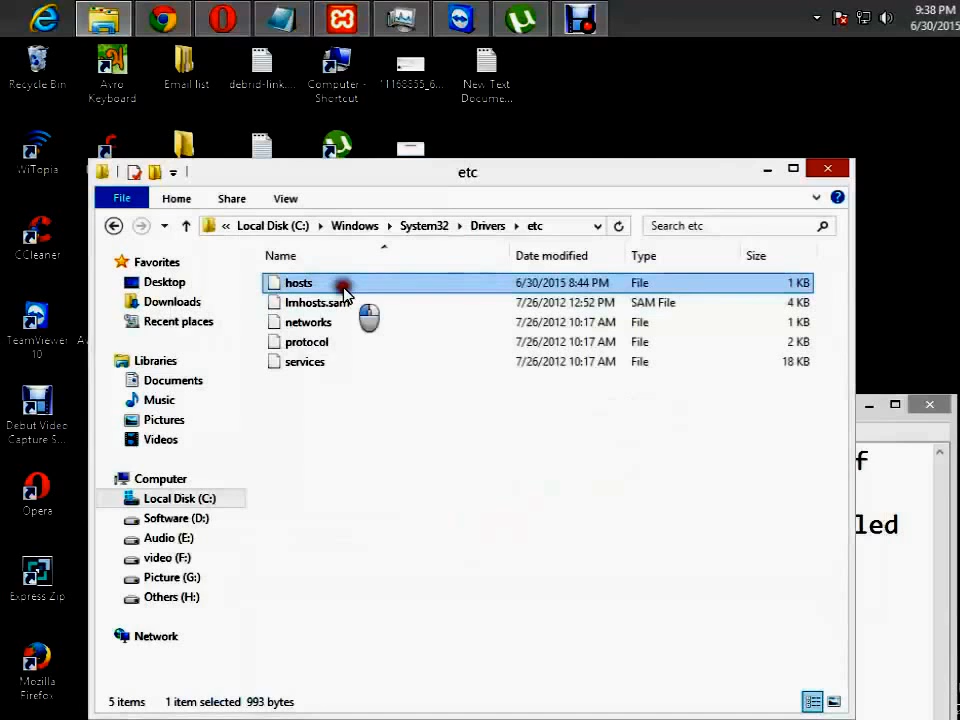 9:38 PM
6/30/2015
Recycle Bin
Avro
Keyboard
Email list
debrid-link....
Computer -
Shortcut
11168855_6...
New Text
Docume...
WiTopia
CCleaner
TeamViewer
10
Debut Video
Capture S...
Opera
Express Zip
Mozilla
Firefox
etc
File Home Share View
« Local Disk (C:) Windows System32 Drivers etc
Search etc
Name Date modified Type Size
hosts 6/30/2015 8:44 PM File 1 KB
lmhosts.sam 7/26/2012 12:52 PM SAM File 4 KB
networks 7/26/2012 10:17 AM File 1 KB
protocol 7/26/2012 10:17 AM File 2 KB
services 7/26/2012 10:17 AM File 18 KB
Favorites
Desktop
Downloads
Recent places
Libraries
Documents
Music
Pictures
Videos
Computer
Local Disk (C:)
Software (D:)
Audio (E:)
video (F:)
Picture (G:)
Others (H:)
Network
5 items 1 item selected 993 bytes
f
led